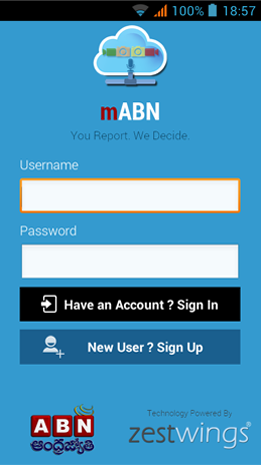 100% 18:57
mABN
You Report. We Decide.
Username
Password
Have an Account ? Sign In
New User ? Sign Up
ABN
ఆంధ్రజ్యోతి
Technology Powered By
zestwings®